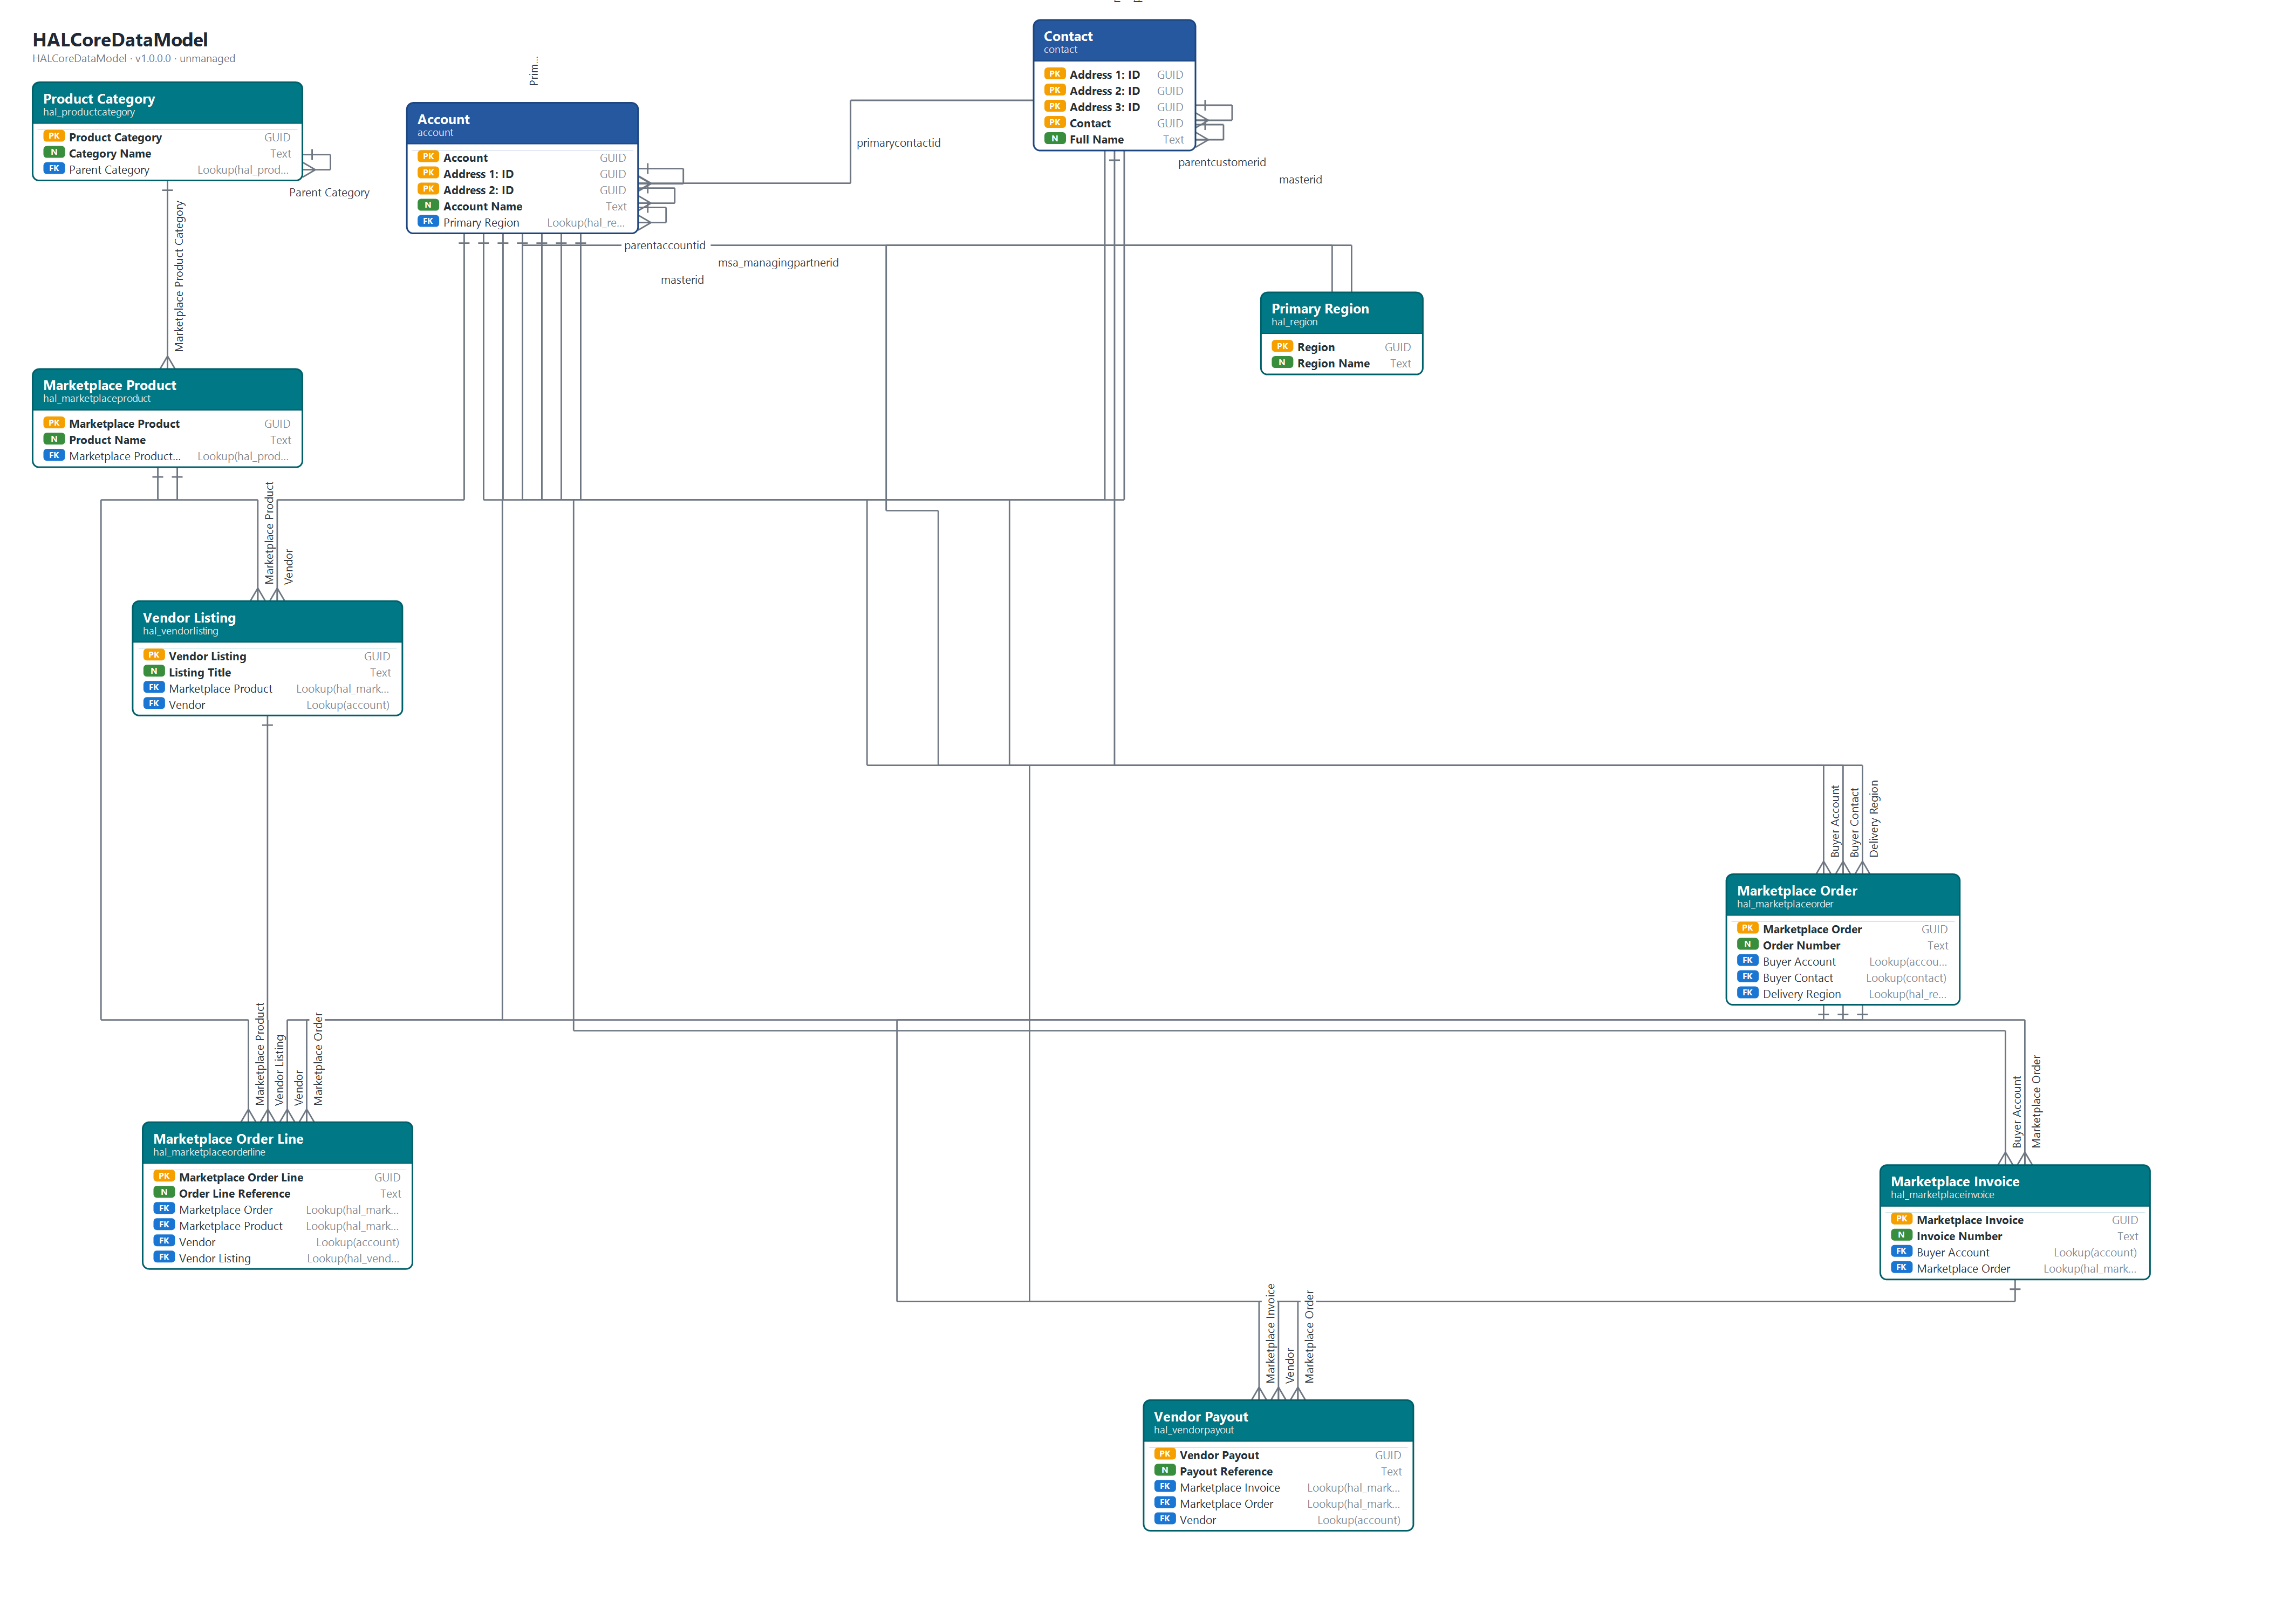 HALCoreDataModel
HALCoreDataModel · v1.0.0.0 · unmanaged
Product Category
hal_productcategory
PK Product Category GUID
N Category Name Text
FK Parent Category Lookup(hal_prod...
Parent Category
Prim...
Account
account
PK Account GUID
PK Address 1: ID GUID
PK Address 2: ID GUID
N Account Name Text
FK Primary Region Lookup(hal_re...
primarycontactid
parentaccountid
msa_managingpartnerid
masterid
Contact
contact
PK Address 1: ID GUID
PK Address 2: ID GUID
PK Address 3: ID GUID
PK Contact GUID
N Full Name Text
parentcustomerid
masterid
Primary Region
hal_region
PK Region GUID
N Region Name Text
Marketplace Product Category
Marketplace Product
hal_marketplaceproduct
PK Marketplace Product GUID
N Product Name Text
FK Marketplace Product... Lookup(hal_prod...
Marketplace Product
Vendor
Vendor Listing
hal_vendorlisting
PK Vendor Listing GUID
N Listing Title Text
FK Marketplace Product Lookup(hal_mark...
FK Vendor Lookup(account)
Buyer Account
Buyer Contact
Delivery Region
Marketplace Order
hal_marketplaceorder
PK Marketplace Order GUID
N Order Number Text
FK Buyer Account Lookup(accou...
FK Buyer Contact Lookup(contact)
FK Delivery Region Lookup(hal_re...
Marketplace Product
Vendor Listing
Vendor
Marketplace Order
Marketplace Order Line
hal_marketplaceorderline
PK Marketplace Order Line GUID
N Order Line Reference Text
FK Marketplace Order Lookup(hal_mark...
FK Marketplace Product Lookup(hal_mark...
FK Vendor Lookup(account)
FK Vendor Listing Lookup(hal_vend...
Buyer Account
Marketplace Order
Marketplace Invoice
hal_marketplaceinvoice
PK Marketplace Invoice GUID
N Invoice Number Text
FK Buyer Account Lookup(account)
FK Marketplace Order Lookup(hal_mark...
Marketplace Invoice
Vendor
Marketplace Order
Vendor Payout
hal_vendorpayout
PK Vendor Payout GUID
N Payout Reference Text
FK Marketplace Invoice Lookup(hal_mark...
FK Marketplace Order Lookup(hal_mark...
FK Vendor Lookup(account)